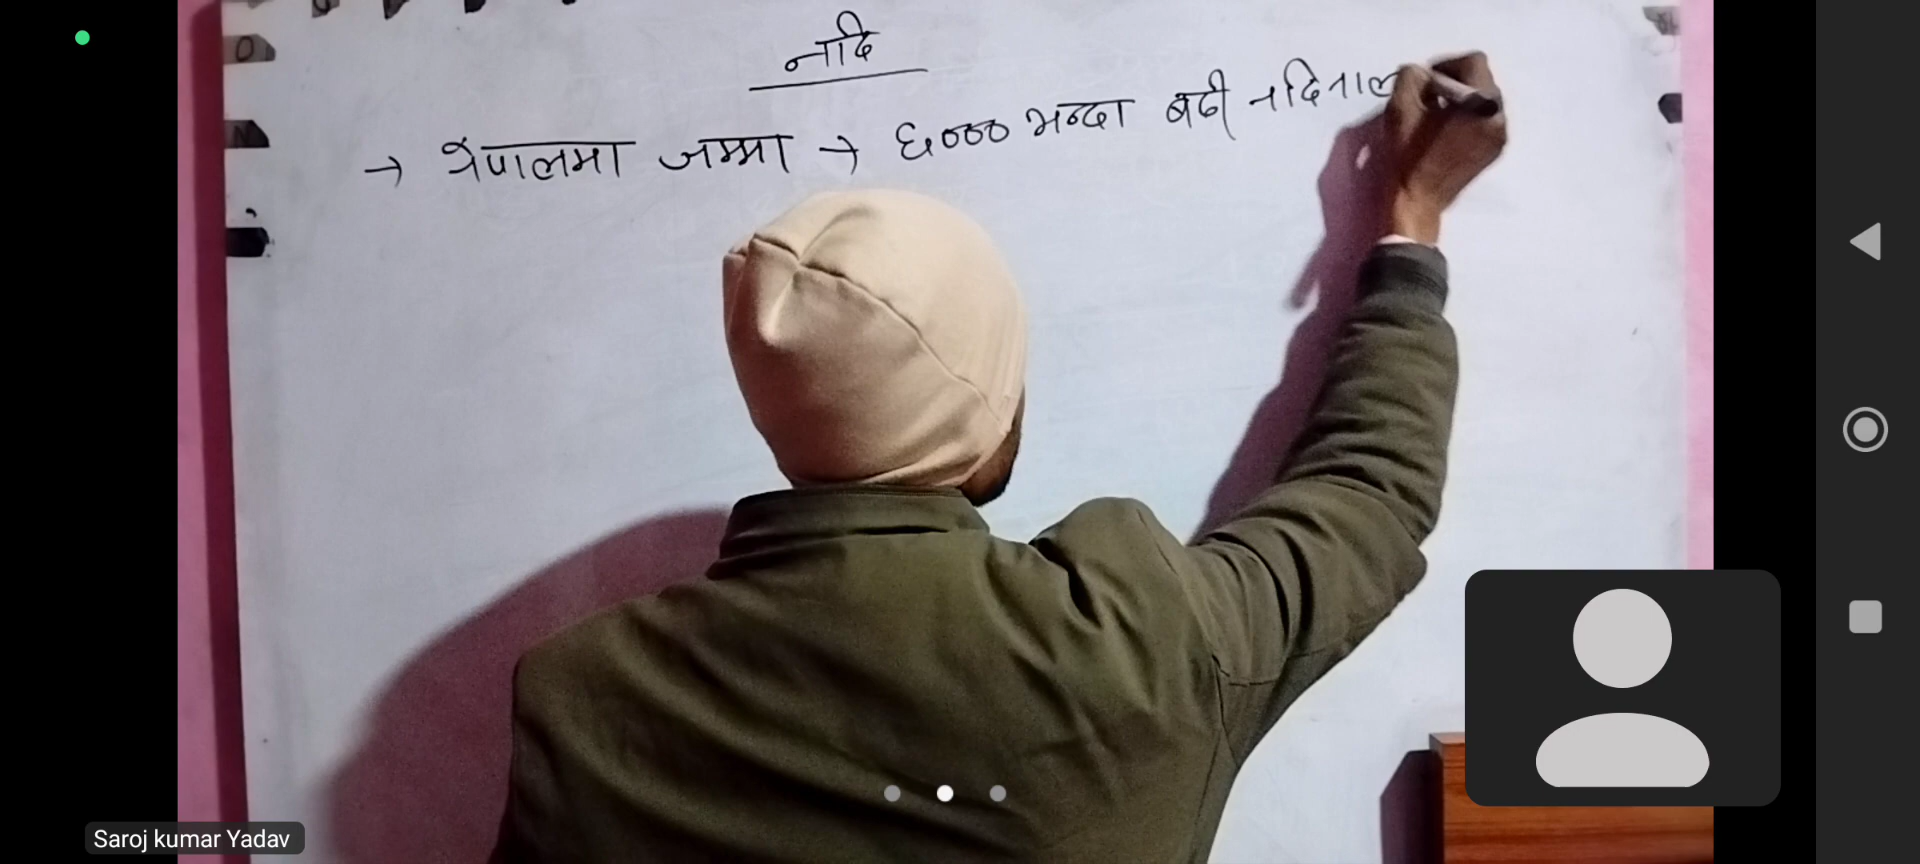 नदि
→ नेपालमा जम्मा → ६००० भन्दा बढी नदिनाल
Saroj kumar Yadav